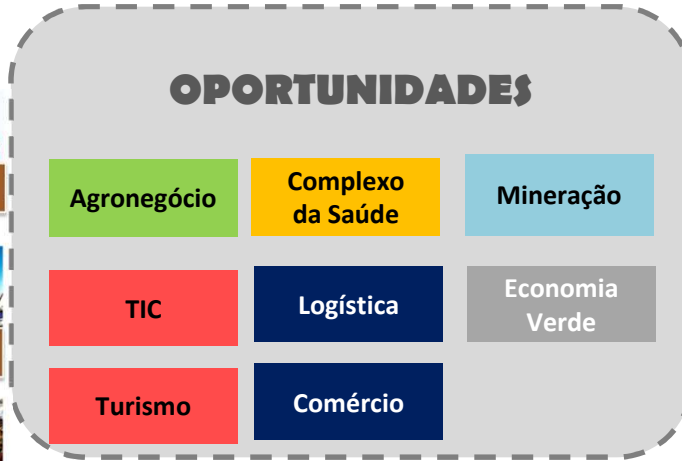 OPORTUNIDADES
Agronegócio
Complexo
da Saúde
Mineração
TIC
Logística
Economia
Verde
Turismo
Comércio